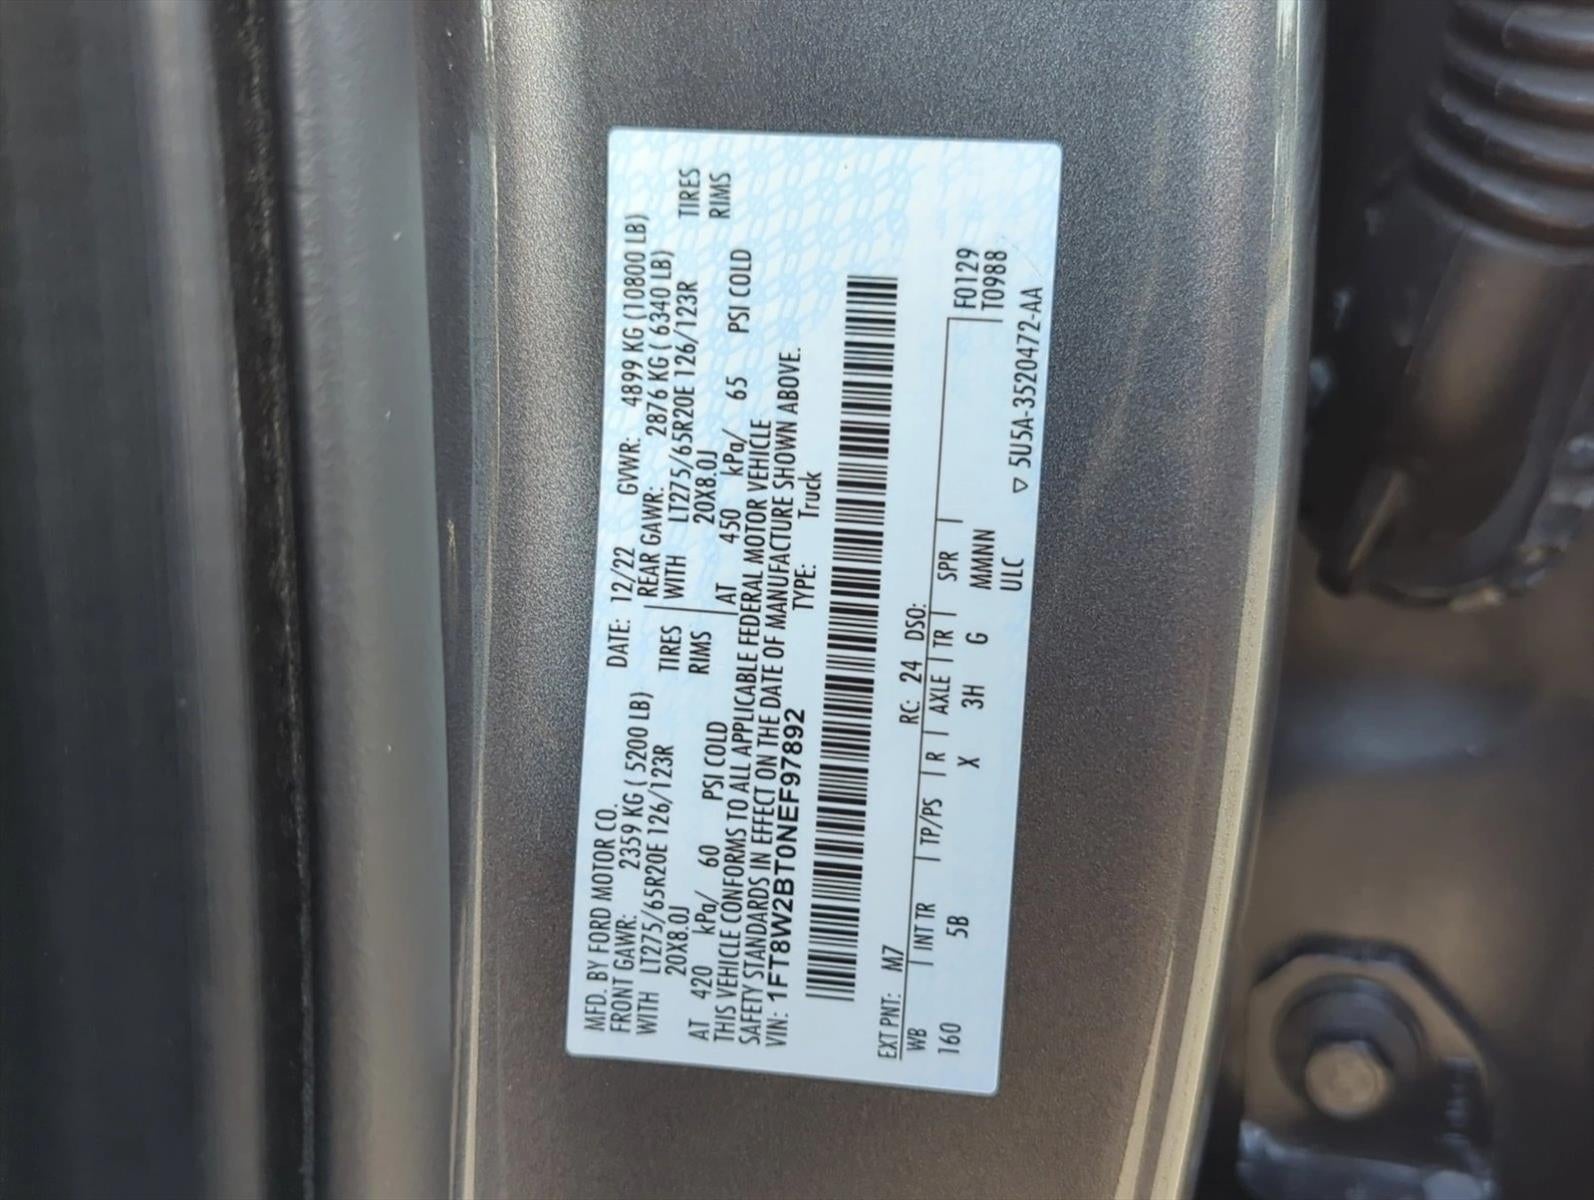 MFD. BY FORD MOTOR CO. DATE: 12/22 GVWR: 4899 KG (10800 LB)
FRONT GAWR: 2359 KG ( 5200 LB) REAR GAWR: 2876 KG ( 6340 LB)
WITH LT275/65R20E 126/123R TIRES WITH LT275/65R20E 126/123R TIRES
20X8.0J RIMS 20X8.0J RIMS
AT 420 kPa/ 60 PSI COLD AT 450 kPa/ 65 PSI COLD
THIS VEHICLE CONFORMS TO ALL APPLICABLE FEDERAL MOTOR VEHICLE
SAFETY STANDARDS IN EFFECT ON THE DATE OF MANUFACTURE SHOWN ABOVE.
VIN: 1FT8W2BT0NEF97892 TYPE: Truck
EXT PNT: M7 RC: 24 DSO:
WB INT TR TP/PS R AXLE TR SPR F0129
160 5B X 3H G MMMNN T0988
ULC
▽ 5U5A-3520472-AA